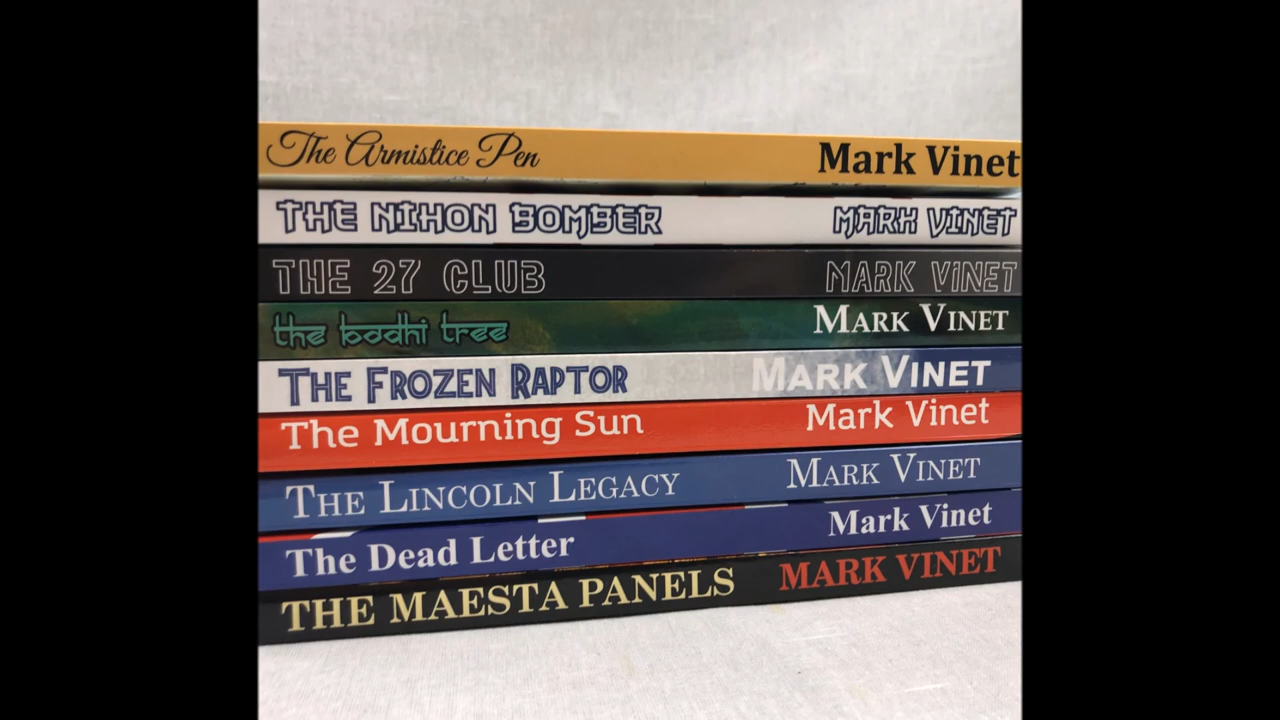 The Armistice Pen Mark Vinet
THE NIHON BOMBER MARK VINET
THE 27 CLUB MARK VINET
the bodhi tree MARK VINET
THE FROZEN RAPTOR MARK VINET
The Mourning Sun Mark Vinet
THE LINCOLN LEGACY MARK VINET
The Dead Letter Mark Vinet
THE MAESTA PANELS MARK VINET